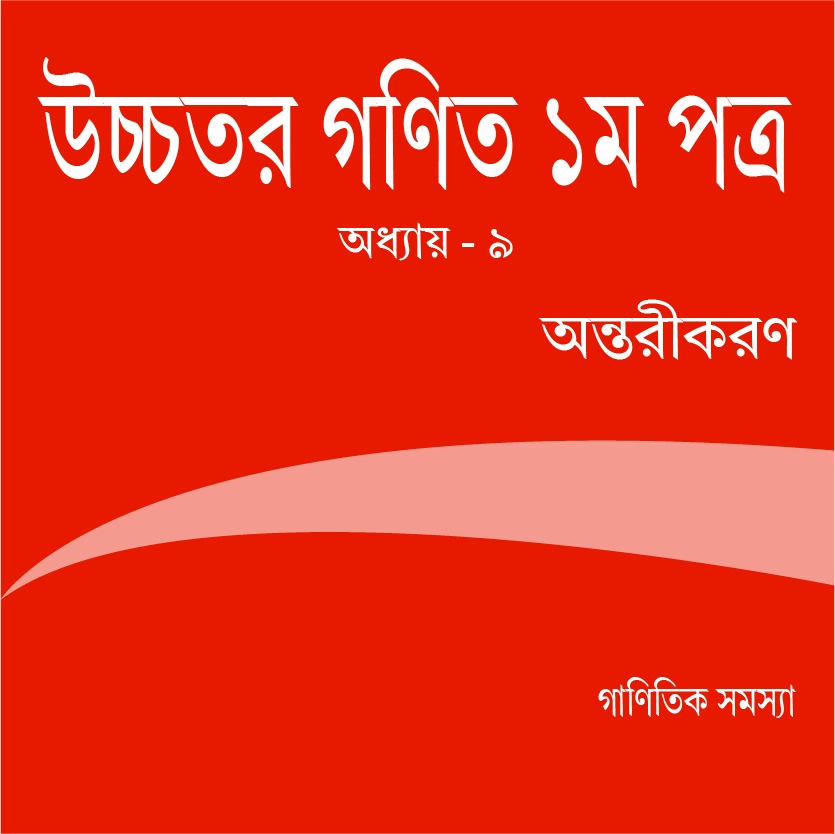 উচ্চতর গণিত ১ম পত্র
অধ্যায় - ৯
অন্তরীকরণ
গাণিতিক সমস্যা